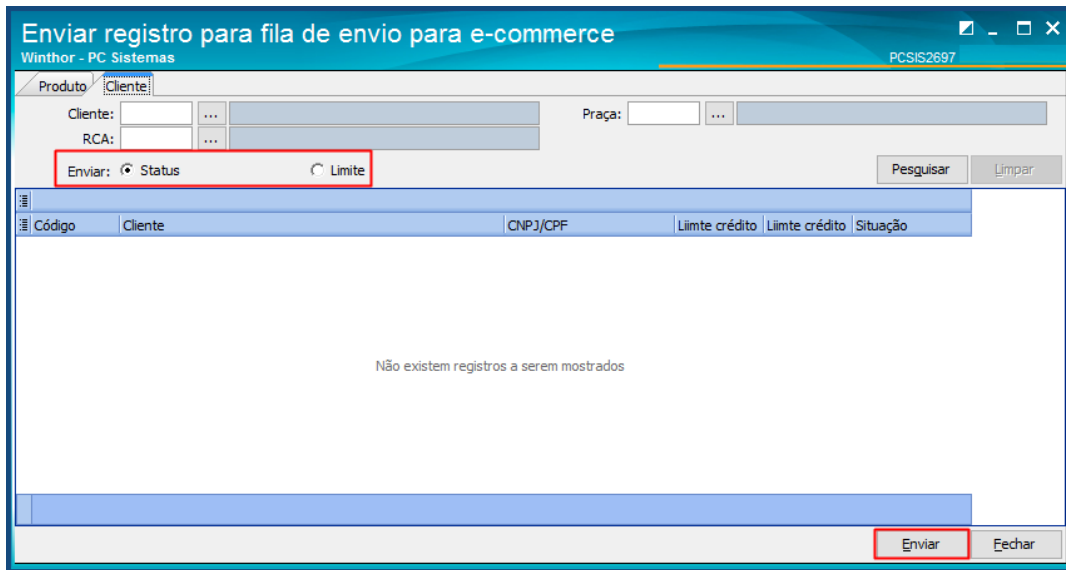 Enviar registro para fila de envio para e-commerce
Winthor - PC Sistemas PCSIS2697
Produto Cliente
Cliente: ... Praça: ...
RCA: ...
Enviar: Status Limite Pesquisar Limpar
Código Cliente CNPJ/CPF Liimte crédito Liimte crédito Situação
Não existem registros a serem mostrados
Enviar Fechar